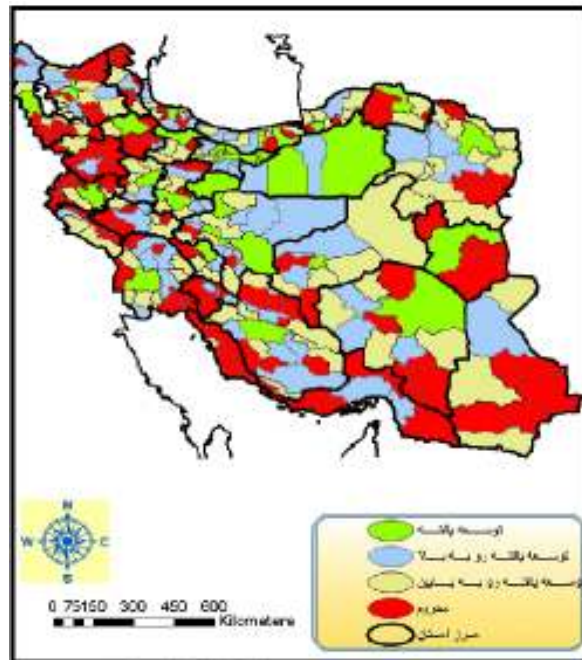 N
W
S
0 75150 300 450 600
Kilometers
توسعه یافته
توسعه یافته رو به بالا
توسعه یافته رو به پایین
محروم
مرز استان